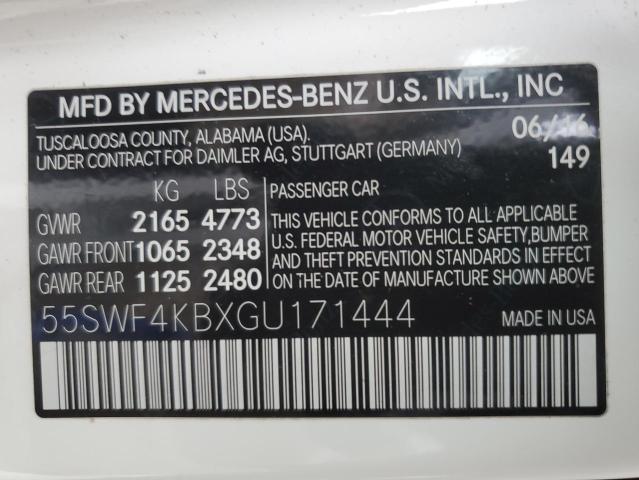 MFD BY MERCEDES-BENZ U.S. INTL., INC
TUSCALOOSA COUNTY, ALABAMA (USA). 06/16
UNDER CONTRACT FOR DAIMLER AG, STUTTGART (GERMANY) 149
KG LBS PASSENGER CAR
GVWR 2165 4773
GAWR FRONT 1065 2348
GAWR REAR 1125 2480
THIS VEHICLE CONFORMS TO ALL APPLICABLE
U.S. FEDERAL MOTOR VEHICLE SAFETY, BUMPER
AND THEFT PREVENTION STANDARDS IN EFFECT
ON THE DATE OF MANUFACTURE SHOWN ABOVE.
55SWF4KBXGU171444 MADE IN USA